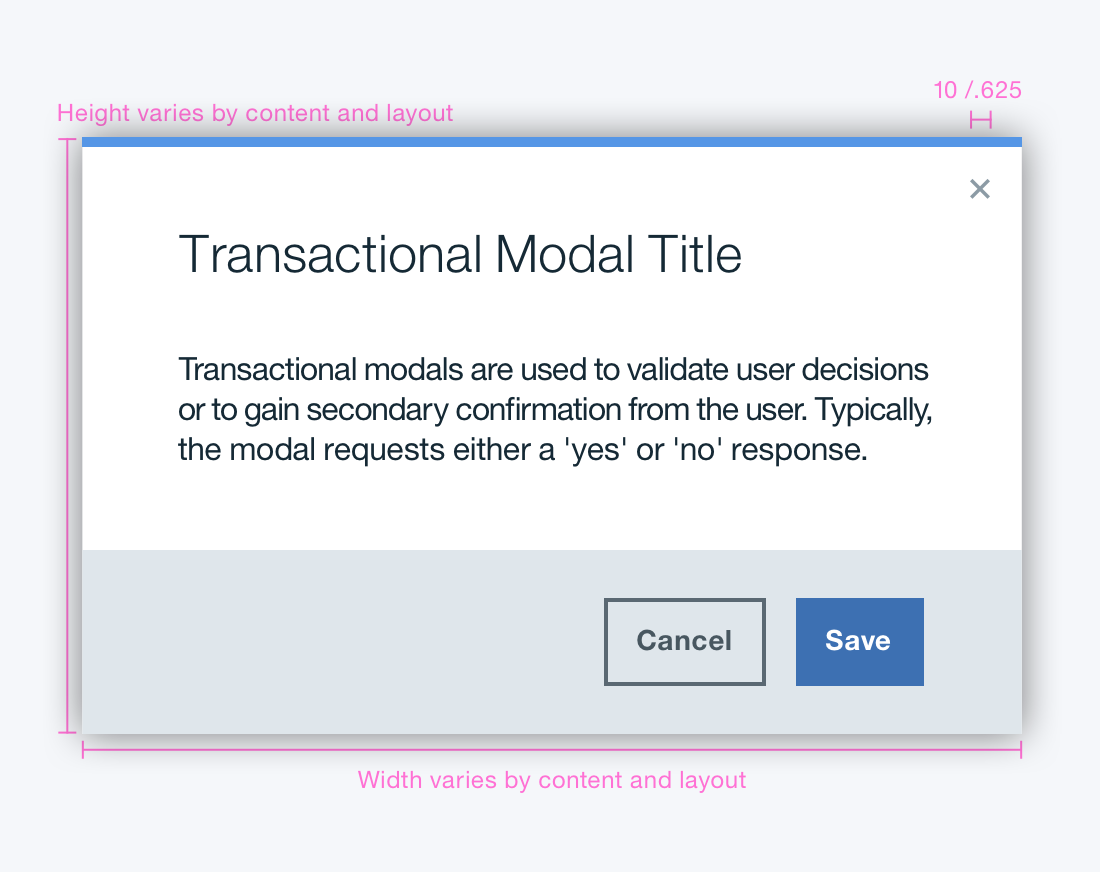 10 /.625
Height varies by content and layout
Transactional Modal Title
Transactional modals are used to validate user decisions
or to gain secondary confirmation from the user. Typically,
the modal requests either a 'yes' or 'no' response.
Cancel
Save
Width varies by content and layout